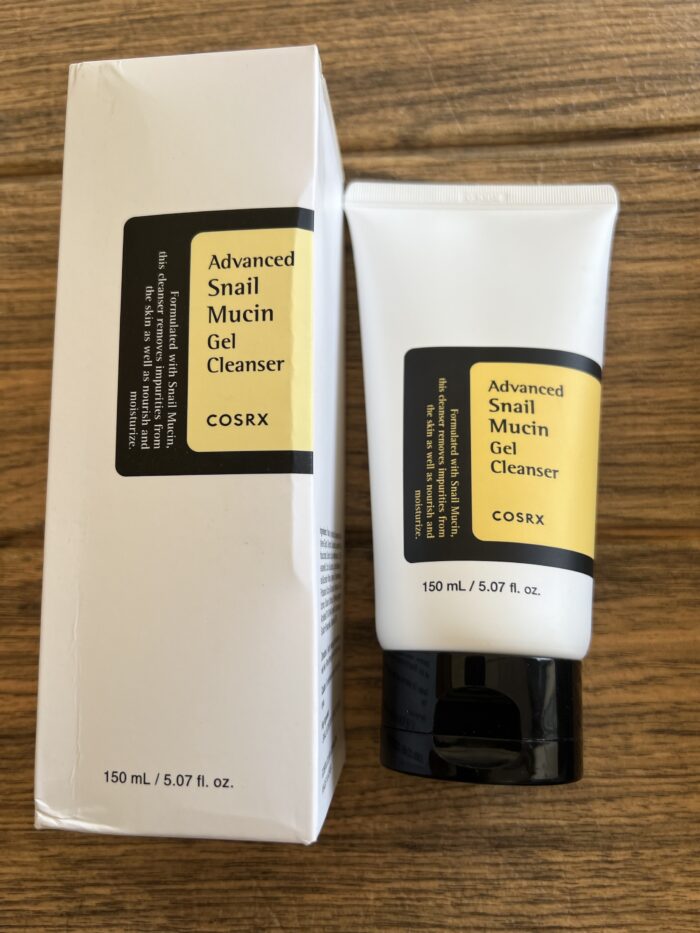 Advanced
Snail
Mucin
Gel
Cleanser
COSRX
Formulated with Snail Mucin,
this cleanser removes impurities from
the skin as well as nourish and
moisturize.
150 mL / 5.07 fl. oz.
Advanced
Snail
Mucin
Gel
Cleanser
COSRX
Formulated with Snail Mucin,
this cleanser removes impurities from
the skin as well as nourish and
moisturize.
150 mL / 5.07 fl. oz.